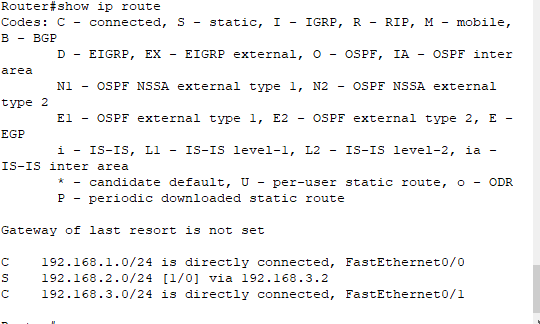 Router#show ip route
Codes: C - connected, S - static, I - IGRP, R - RIP, M - mobile,
B - BGP
D - EIGRP, EX - EIGRP external, O - OSPF, IA - OSPF inter
area
N1 - OSPF NSSA external type 1, N2 - OSPF NSSA external
type 2
E1 - OSPF external type 1, E2 - OSPF external type 2, E -
EGP
i - IS-IS, L1 - IS-IS level-1, L2 - IS-IS level-2, ia -
IS-IS inter area
* - candidate default, U - per-user static route, o - ODR
P - periodic downloaded static route
Gateway of last resort is not set
C 192.168.1.0/24 is directly connected, FastEthernet0/0
S 192.168.2.0/24 [1/0] via 192.168.3.2
C 192.168.3.0/24 is directly connected, FastEthernet0/1